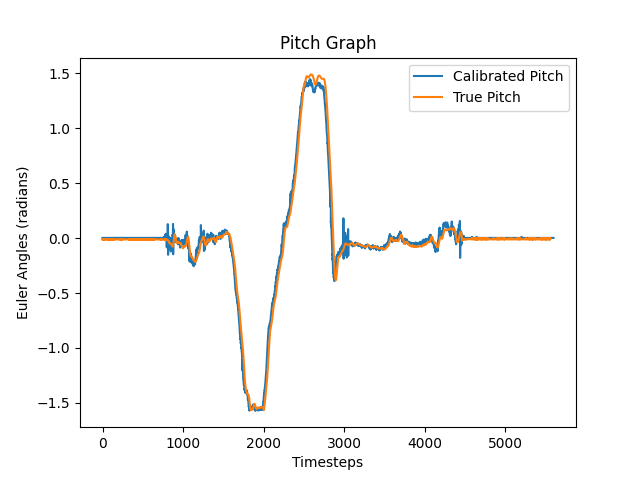 Pitch Graph
Calibrated Pitch
True Pitch
1.5
1.0
0.5
0.0
−0.5
−1.0
−1.5
Euler Angles (radians)
0 1000 2000 3000 4000 5000
Timesteps